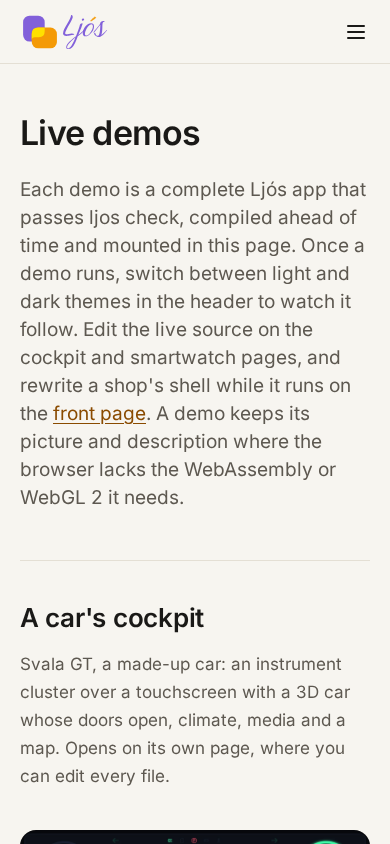 Ljós
Live demos
Each demo is a complete Ljós app that
passes ljos check, compiled ahead of
time and mounted in this page. Once a
demo runs, switch between light and
dark themes in the header to watch it
follow. Edit the live source on the
cockpit and smartwatch pages, and
rewrite a shop's shell while it runs on
the front page. A demo keeps its
picture and description where the
browser lacks the WebAssembly or
WebGL 2 it needs.
A car's cockpit
Svala GT, a made-up car: an instrument
cluster over a touchscreen with a 3D car
whose doors open, climate, media and a
map. Opens on its own page, where you
can edit every file.